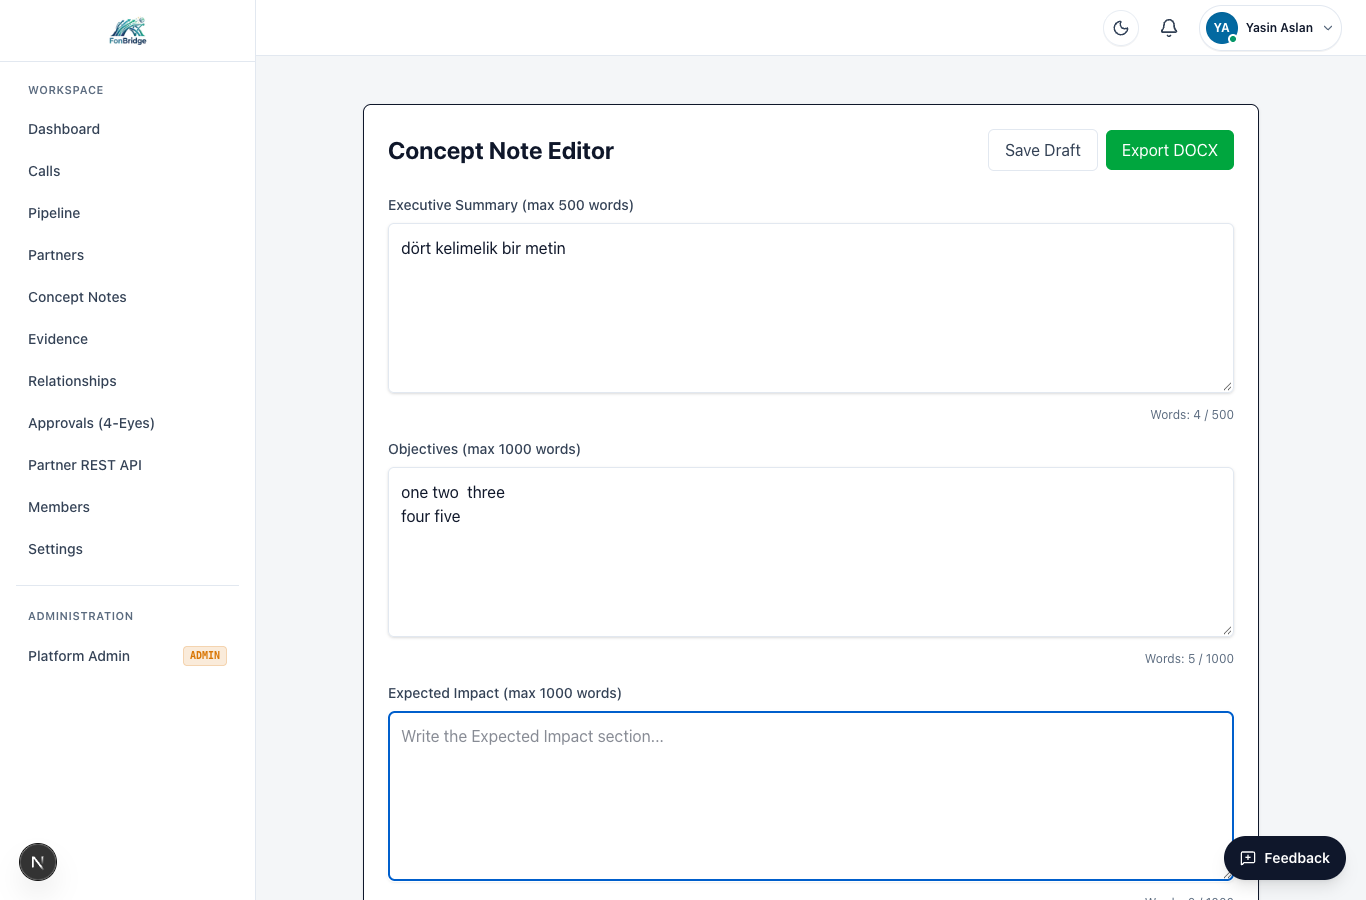 FonBridge
YA
Yasin Aslan
WORKSPACE
Dashboard
Calls
Pipeline
Partners
Concept Notes
Evidence
Relationships
Approvals (4-Eyes)
Partner REST API
Members
Settings
ADMINISTRATION
Platform Admin
ADMIN
N
Concept Note Editor
Save Draft
Export DOCX
Executive Summary (max 500 words)
dört kelimelik bir metin
Words: 4 / 500
Objectives (max 1000 words)
one two  three
four five
Words: 5 / 1000
Expected Impact (max 1000 words)
Write the Expected Impact section...
Feedback